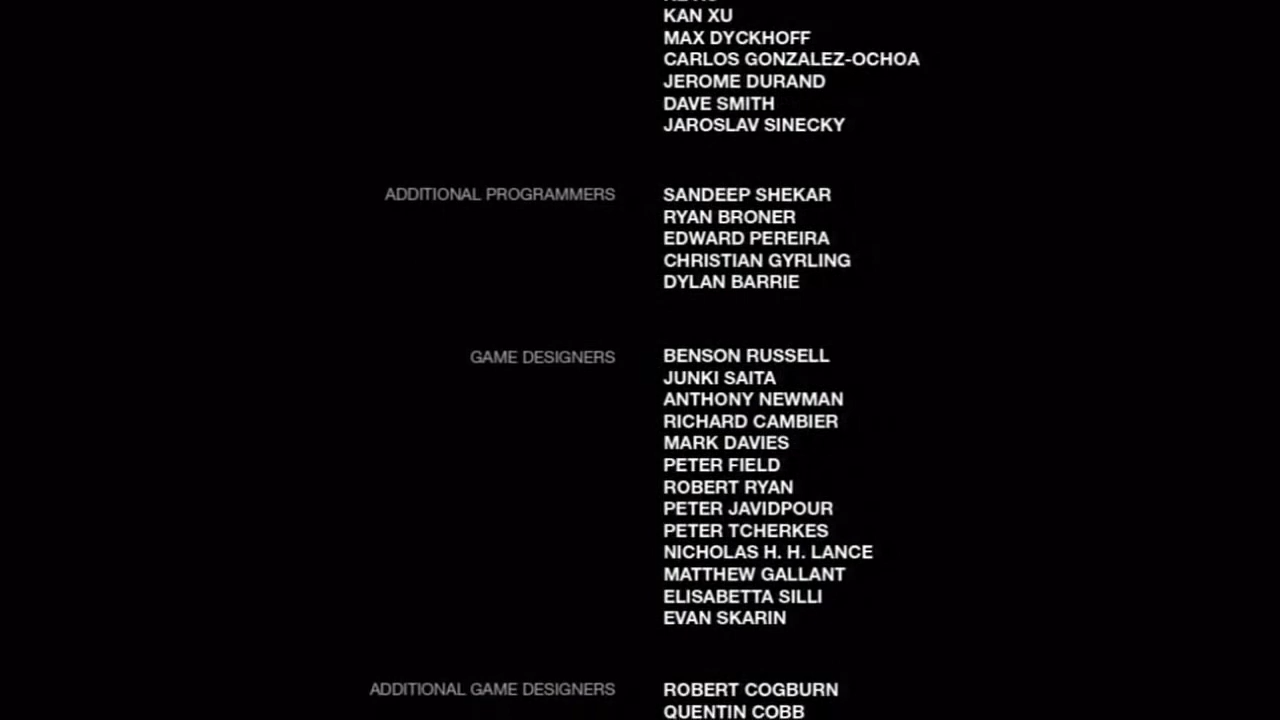 KAN XU
MAX DYCKHOFF
CARLOS GONZALEZ-OCHOA
JEROME DURAND
DAVE SMITH
JAROSLAV SINECKY
ADDITIONAL PROGRAMMERS SANDEEP SHEKAR
RYAN BRONER
EDWARD PEREIRA
CHRISTIAN GYRLING
DYLAN BARRIE
GAME DESIGNERS BENSON RUSSELL
JUNKI SAITA
ANTHONY NEWMAN
RICHARD CAMBIER
MARK DAVIES
PETER FIELD
ROBERT RYAN
PETER JAVIDPOUR
PETER TCHERKES
NICHOLAS H. H. LANCE
MATTHEW GALLANT
ELISABETTA SILLI
EVAN SKARIN
ADDITIONAL GAME DESIGNERS ROBERT COGBURN
QUENTIN COBB